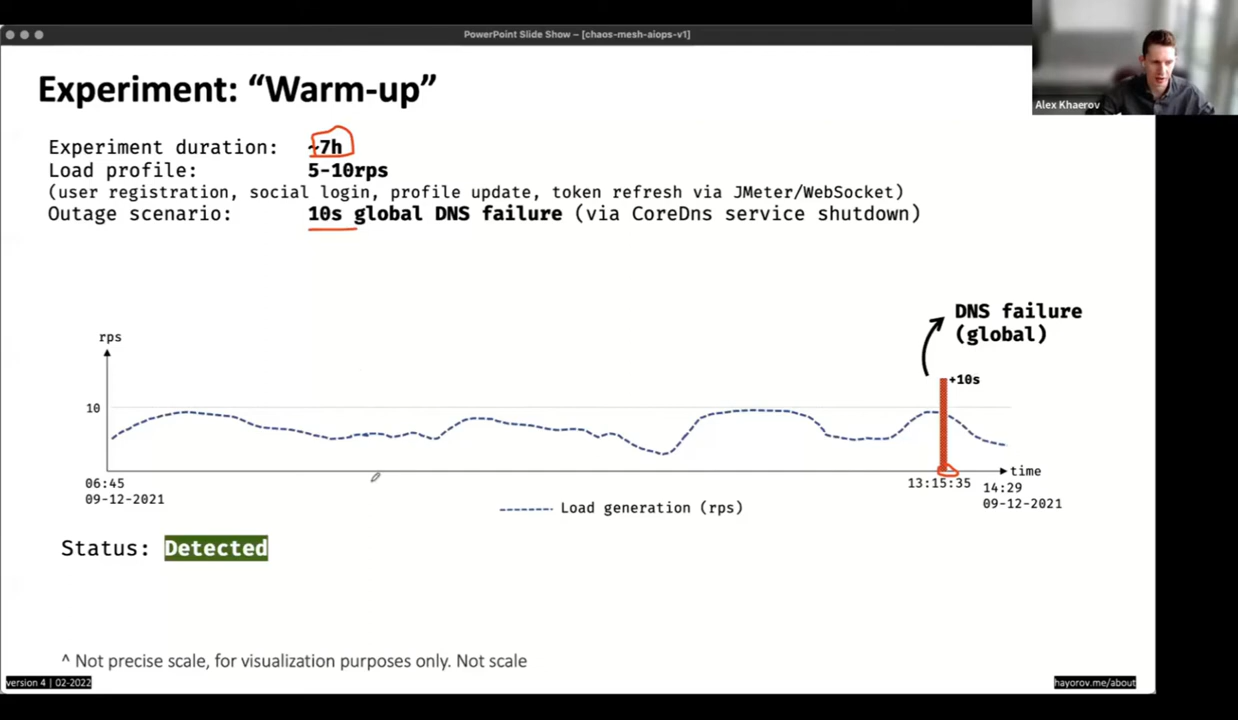 PowerPoint Slide Show – [chaos-mesh-aiops-v1]
Alex Khaerov
Experiment: “Warm-up”
Experiment duration: ~7h
Load profile: 5-10rps
(user registration, social login, profile update, token refresh via JMeter/WebSocket)
Outage scenario: 10s global DNS failure (via CoreDns service shutdown)
DNS failure
(global)
rps
+10s
10
time
06:45
09-12-2021
13:15:35
14:29
09-12-2021
Load generation (rps)
Status: Detected
^ Not precise scale, for visualization purposes only. Not scale
version 4 | 02-2022
hayorov.me/about